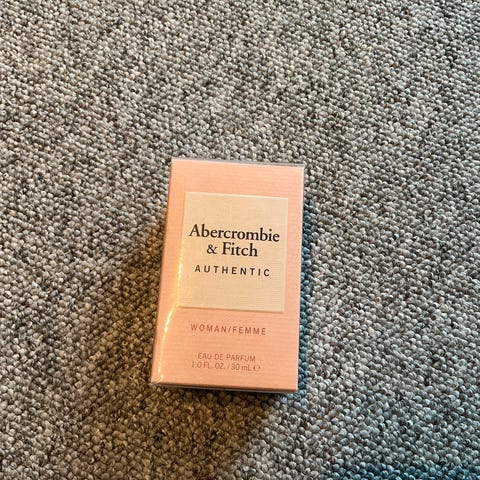 Abercrombie
& Fitch
AUTHENTIC
WOMAN/FEMME
EAU DE PARFUM
1.0 FL. OZ. / 30 mL ℮